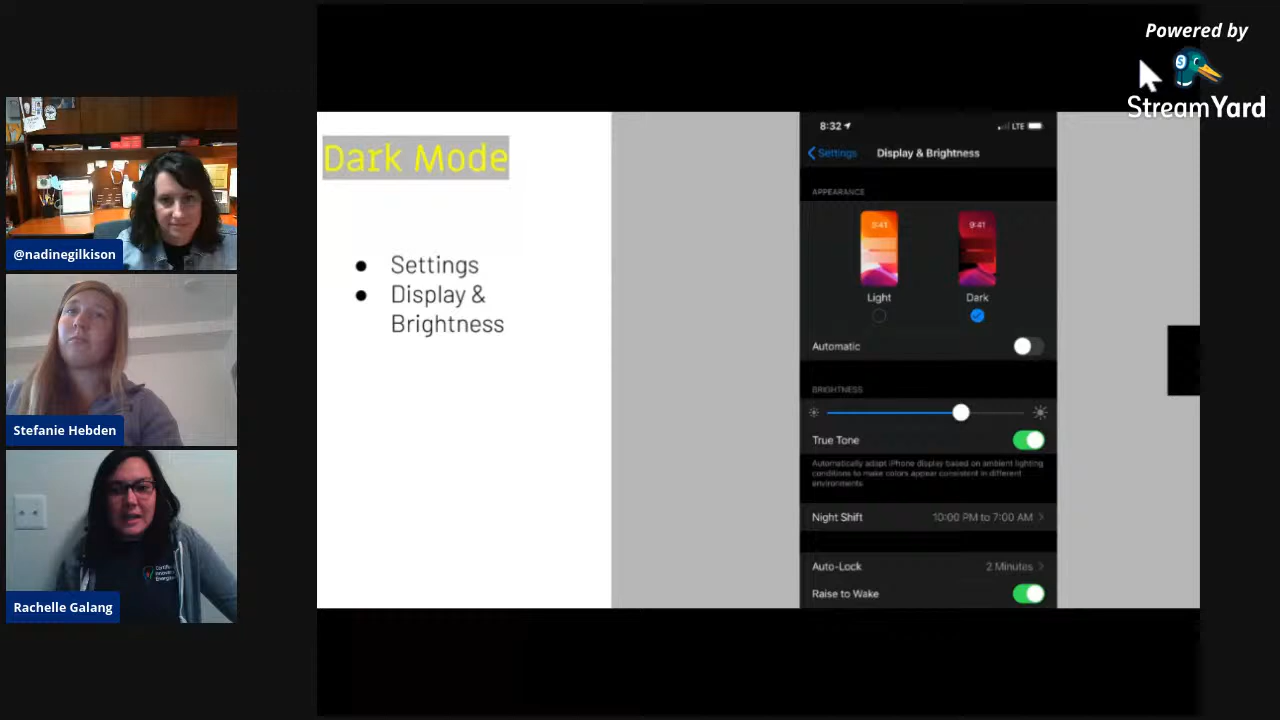 Powered by
StreamYard
@nadinegilkison
Stefanie Hebden
Rachelle Galang
Dark Mode
● Settings
● Display &
Brightness
8:32
LTE
Settings
Display & Brightness
APPEARANCE
9:41
9:41
Light
Dark
Automatic
BRIGHTNESS
True Tone
Automatically adapt iPhone display based on ambient lighting
conditions to make colors appear consistent in different
environments.
Night Shift
10:00 PM to 7:00 AM
Auto-Lock
2 Minutes
Raise to Wake